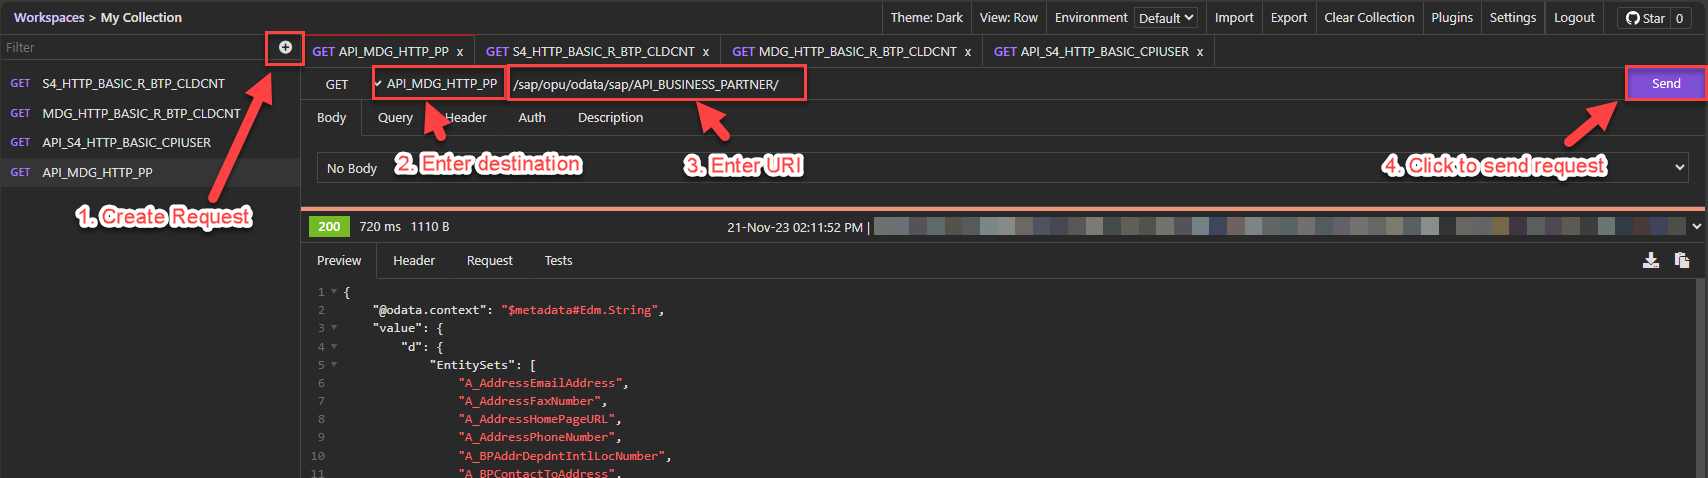 Workspaces > My Collection
Theme: Dark
View: Row
Environment
Default
Import
Export
Clear Collection
Plugins
Settings
Logout
Star
0
Filter
GET S4_HTTP_BASIC_R_BTP_CLDCNT
GET MDG_HTTP_BASIC_R_BTP_CLDCNT
GET API_S4_HTTP_BASIC_CPIUSER
GET API_MDG_HTTP_PP
1. Create Request
GET API_MDG_HTTP_PP x
GET S4_HTTP_BASIC_R_BTP_CLDCNT x
GET MDG_HTTP_BASIC_R_BTP_CLDCNT x
GET API_S4_HTTP_BASIC_CPIUSER x
GET
API_MDG_HTTP_PP
/sap/opu/odata/sap/API_BUSINESS_PARTNER/
Send
Body
Query
Header
Auth
Description
2. Enter destination
3. Enter URI
4. Click to send request
No Body
200 720 ms 1110 B
21-Nov-23 02:11:52 PM |
Preview
Header
Request
Tests
1 {
2 "@odata.context": "$metadata#Edm.String",
3 "value": {
4 "d": {
5 "EntitySets": [
6 "A_AddressEmailAddress",
7 "A_AddressFaxNumber",
8 "A_AddressHomePageURL",
9 "A_AddressPhoneNumber",
10 "A_BPAddrDepdntIntlLocNumber",
11 "A_BPContactToAddress",